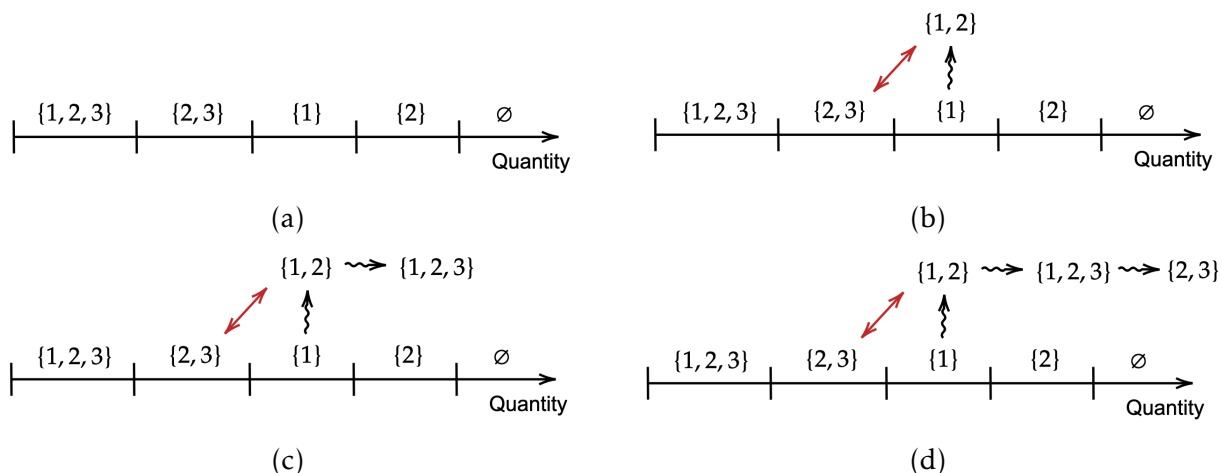 {1, 2, 3} {2, 3} {1} {2} ∅
Quantity
(a)
{1, 2}
{1, 2, 3} {2, 3} {1} {2} ∅
Quantity
(b)
{1, 2} {1, 2, 3}
{1, 2, 3} {2, 3} {1} {2} ∅
Quantity
(c)
{1, 2} {1, 2, 3} {2, 3}
{1, 2, 3} {2, 3} {1} {2} ∅
Quantity
(d)